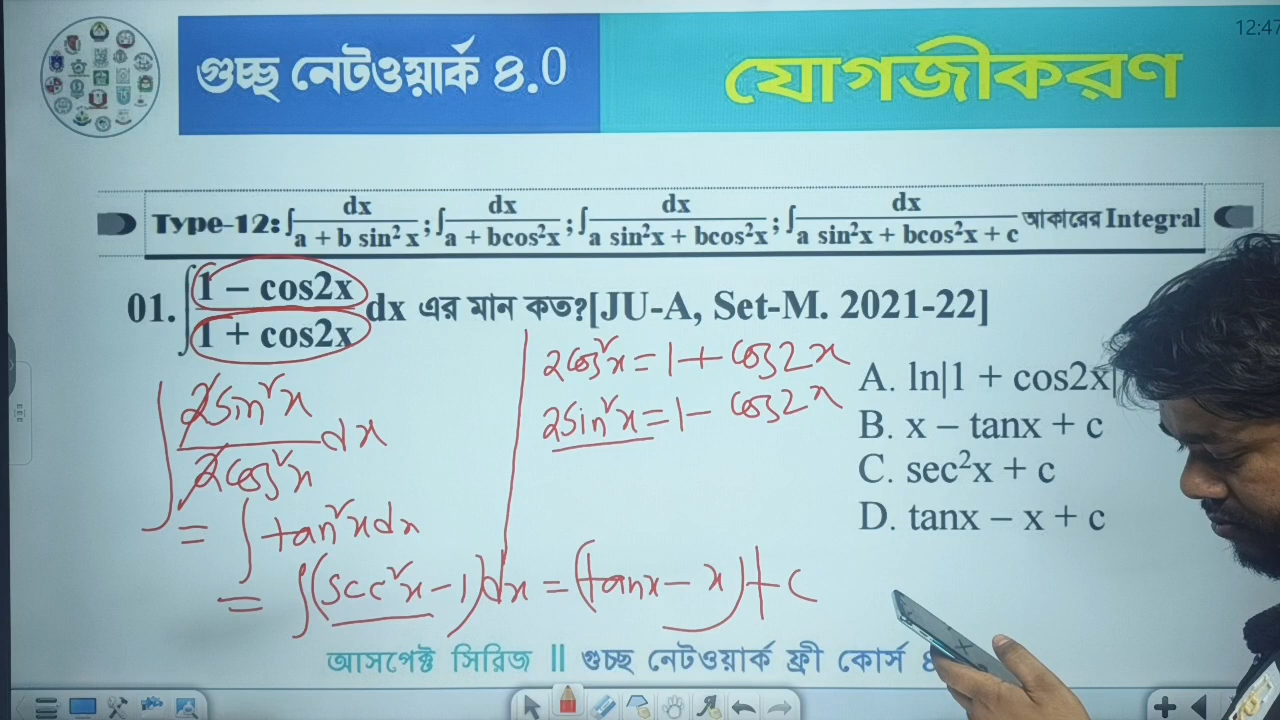 12:47
গুচ্ছ নেটওয়ার্ক ৪.0
যোগজীকরণ
Type-12: ∫ dx / (a + b sin²x) ; ∫ dx / (a + bcos²x) ; ∫ dx / (a sin²x + bcos²x) ; ∫ dx / (a sin²x + bcos²x + c) আকারের Integral
01. ∫ (1 − cos2x) / (1 + cos2x) dx এর মান কত? [JU-A, Set-M. 2021-22]
A. ln|1 + cos2x|
B. x − tanx + c
C. sec²x + c
D. tanx − x + c
2cos²x = 1 + cos2x
2sin²x = 1 − cos2x
∫ 2sin²x / 2cos²x dx
= ∫ tan²x dx
= ∫ (sec²x − 1) dx = (tanx − x) + c
আসপেক্ট সিরিজ || গুচ্ছ নেটওয়ার্ক ফ্রী কোর্স